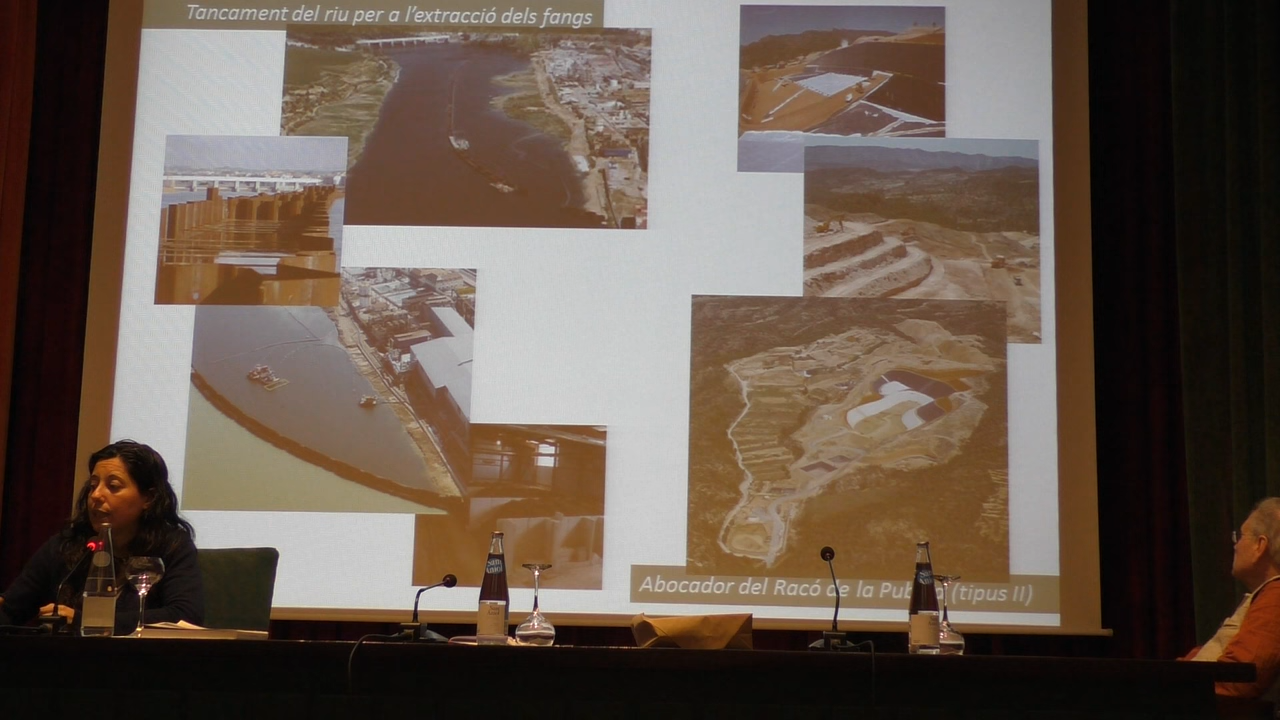 Tancament del riu per a l'extracció dels fangs
Abocador del Racó de la (tipus II)